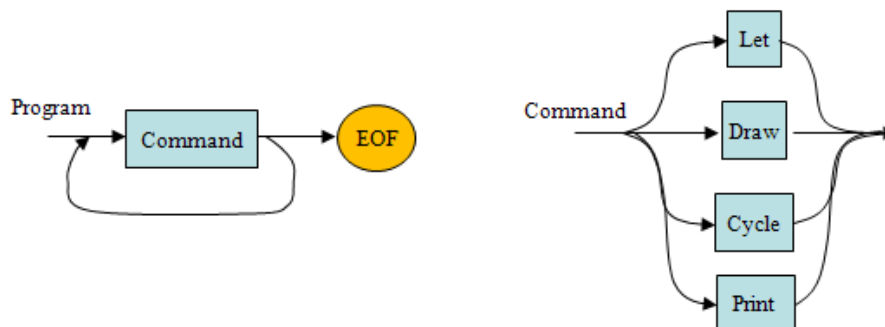 Program
Command
EOF
Command
Let
Draw
Cycle
Print